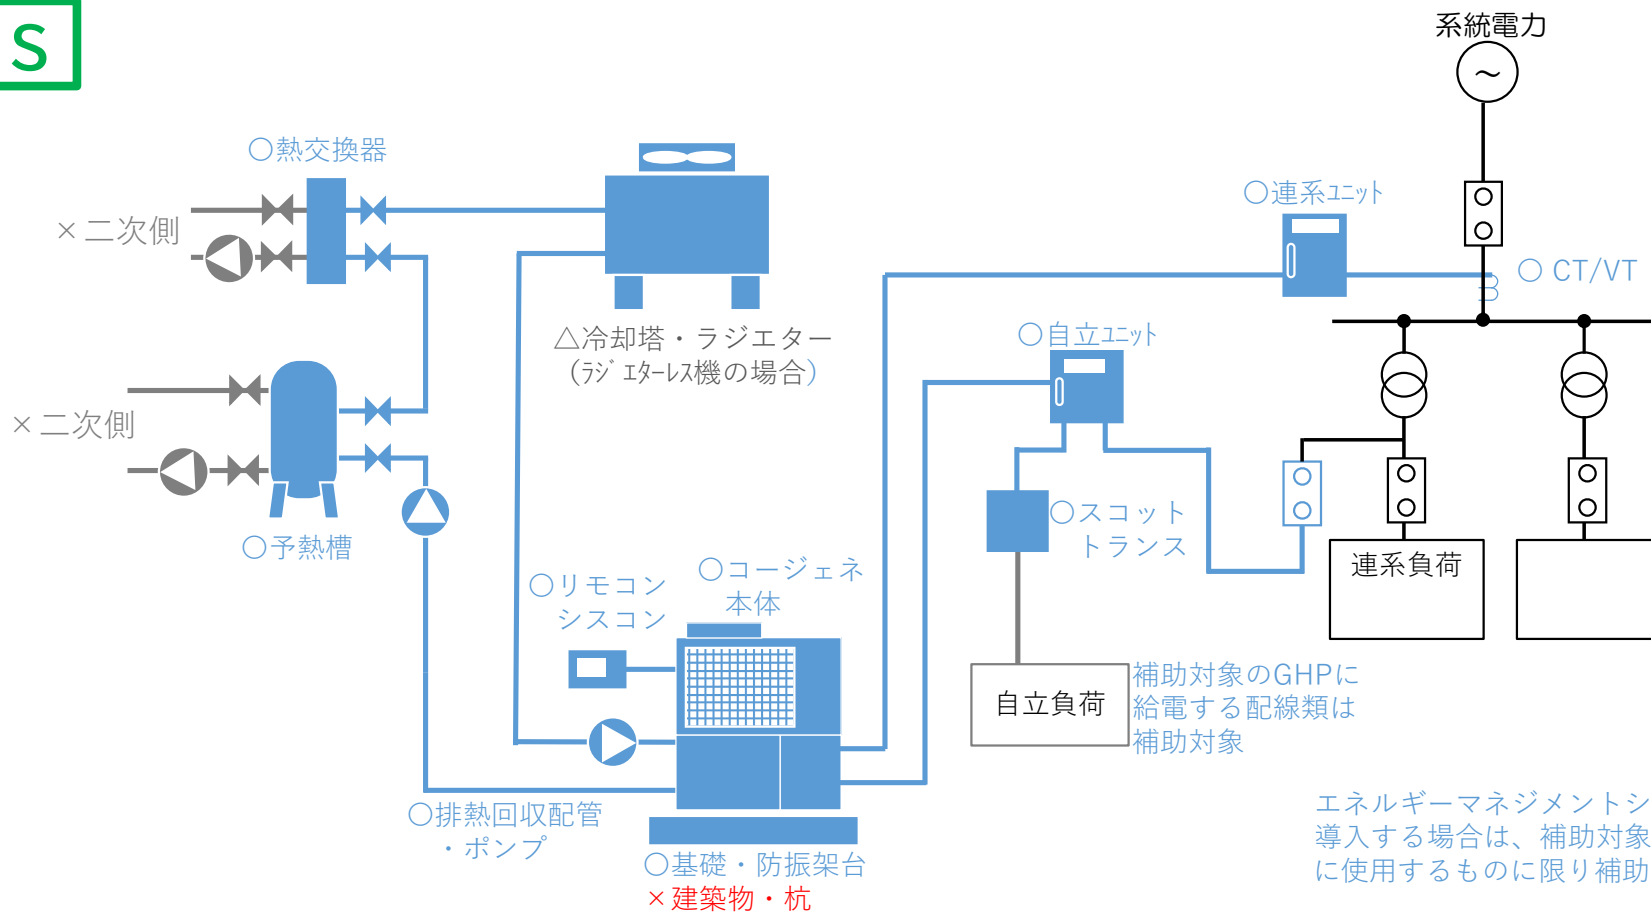 S
系統電力
～
○熱交換器
×二次側
○連系ﾕﾆｯﾄ
○ CT/VT
△冷却塔・ラジエター
（ﾗｼﾞｴﾀｰﾚｽ機の場合）
○自立ﾕﾆｯﾄ
×二次側
○予熱槽
○スコット
トランス
連系負荷
○リモコン
シスコン
○コージェネ
本体
自立負荷
補助対象のGHPに
給電する配線類は
補助対象
○排熱回収配管
・ポンプ
○基礎・防振架台
×建築物・杭
エネルギーマネジメントシ
導入する場合は、補助対象
に使用するものに限り補助